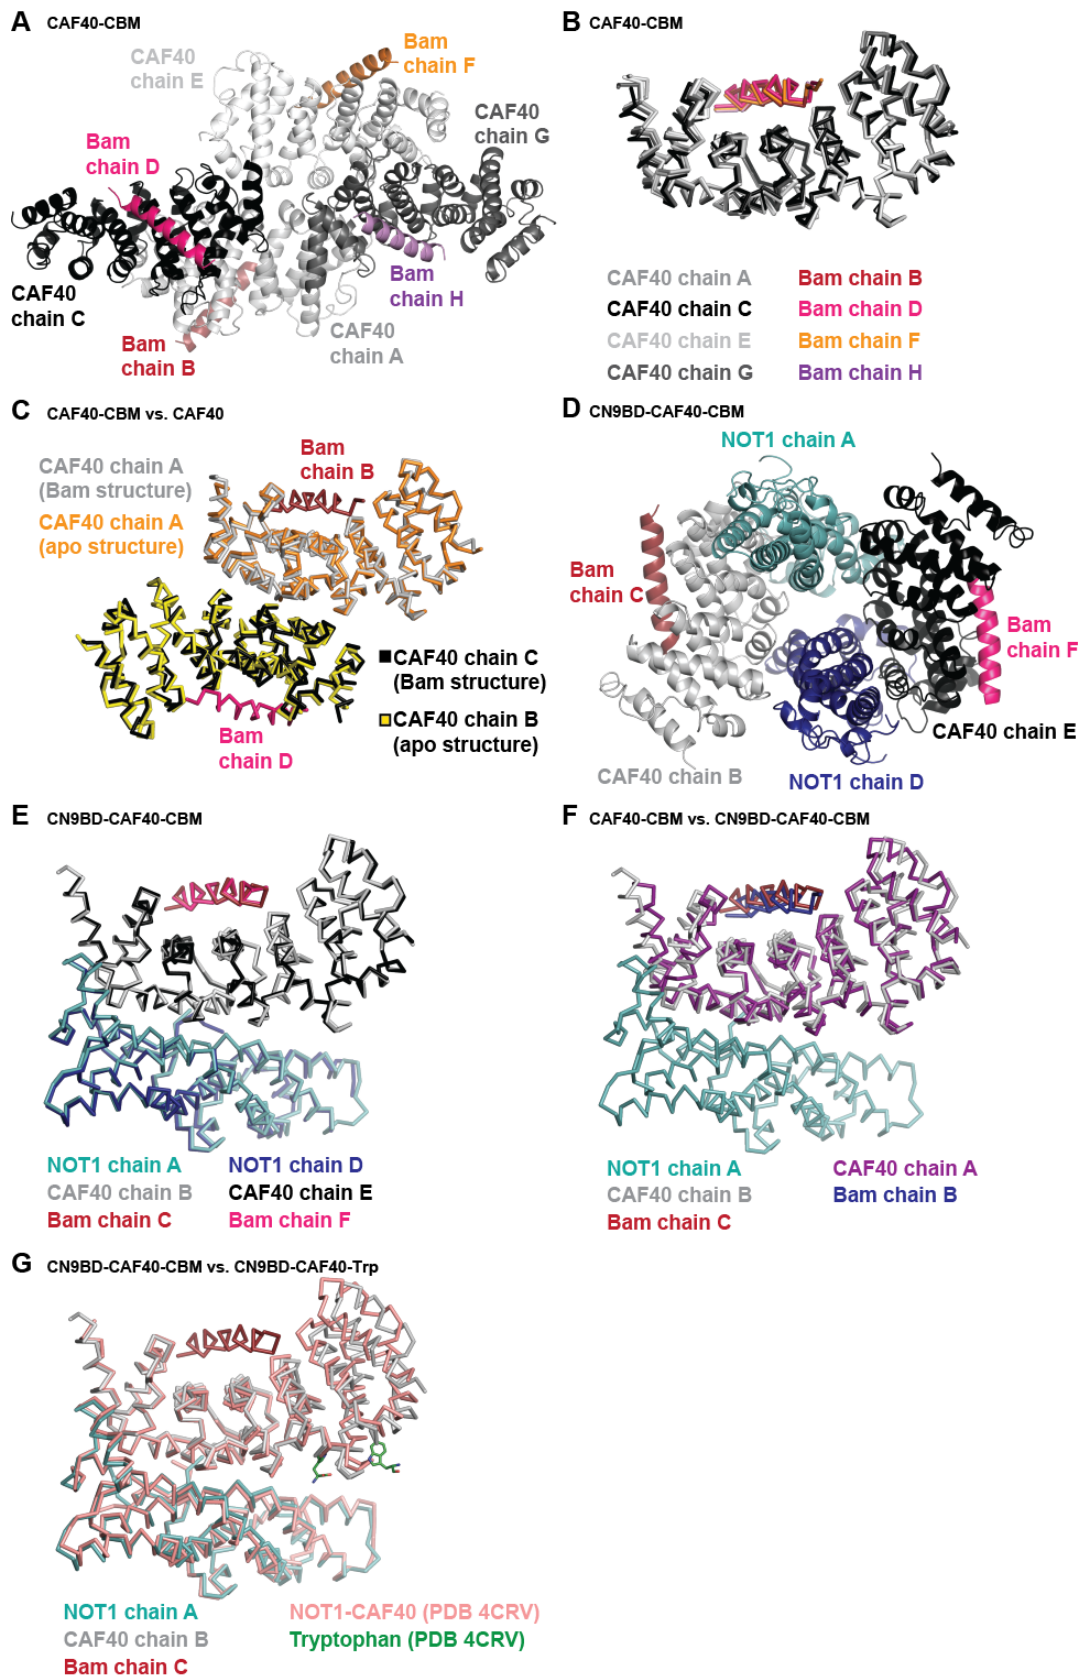 A CAF40-CBM
CAF40
chain E
Bam
chain F
CAF40
chain G
Bam
chain D
Bam
chain H
CAF40
chain C
CAF40
chain A
Bam
chain B
B CAF40-CBM
CAF40 chain A
Bam chain B
CAF40 chain C
Bam chain D
CAF40 chain E
Bam chain F
CAF40 chain G
Bam chain H
C CAF40-CBM vs. CAF40
Bam
chain B
CAF40 chain A
(Bam structure)
CAF40 chain A
(apo structure)
CAF40 chain C
(Bam structure)
CAF40 chain B
(apo structure)
Bam
chain D
D CN9BD-CAF40-CBM
NOT1 chain A
Bam
chain C
Bam
chain F
CAF40 chain E
CAF40 chain B
NOT1 chain D
E CN9BD-CAF40-CBM
NOT1 chain A
NOT1 chain D
CAF40 chain B
CAF40 chain E
Bam chain C
Bam chain F
F CAF40-CBM vs. CN9BD-CAF40-CBM
NOT1 chain A
CAF40 chain A
CAF40 chain B
Bam chain B
Bam chain C
G CN9BD-CAF40-CBM vs. CN9BD-CAF40-Trp
NOT1 chain A
NOT1-CAF40 (PDB 4CRV)
CAF40 chain B
Tryptophan (PDB 4CRV)
Bam chain C